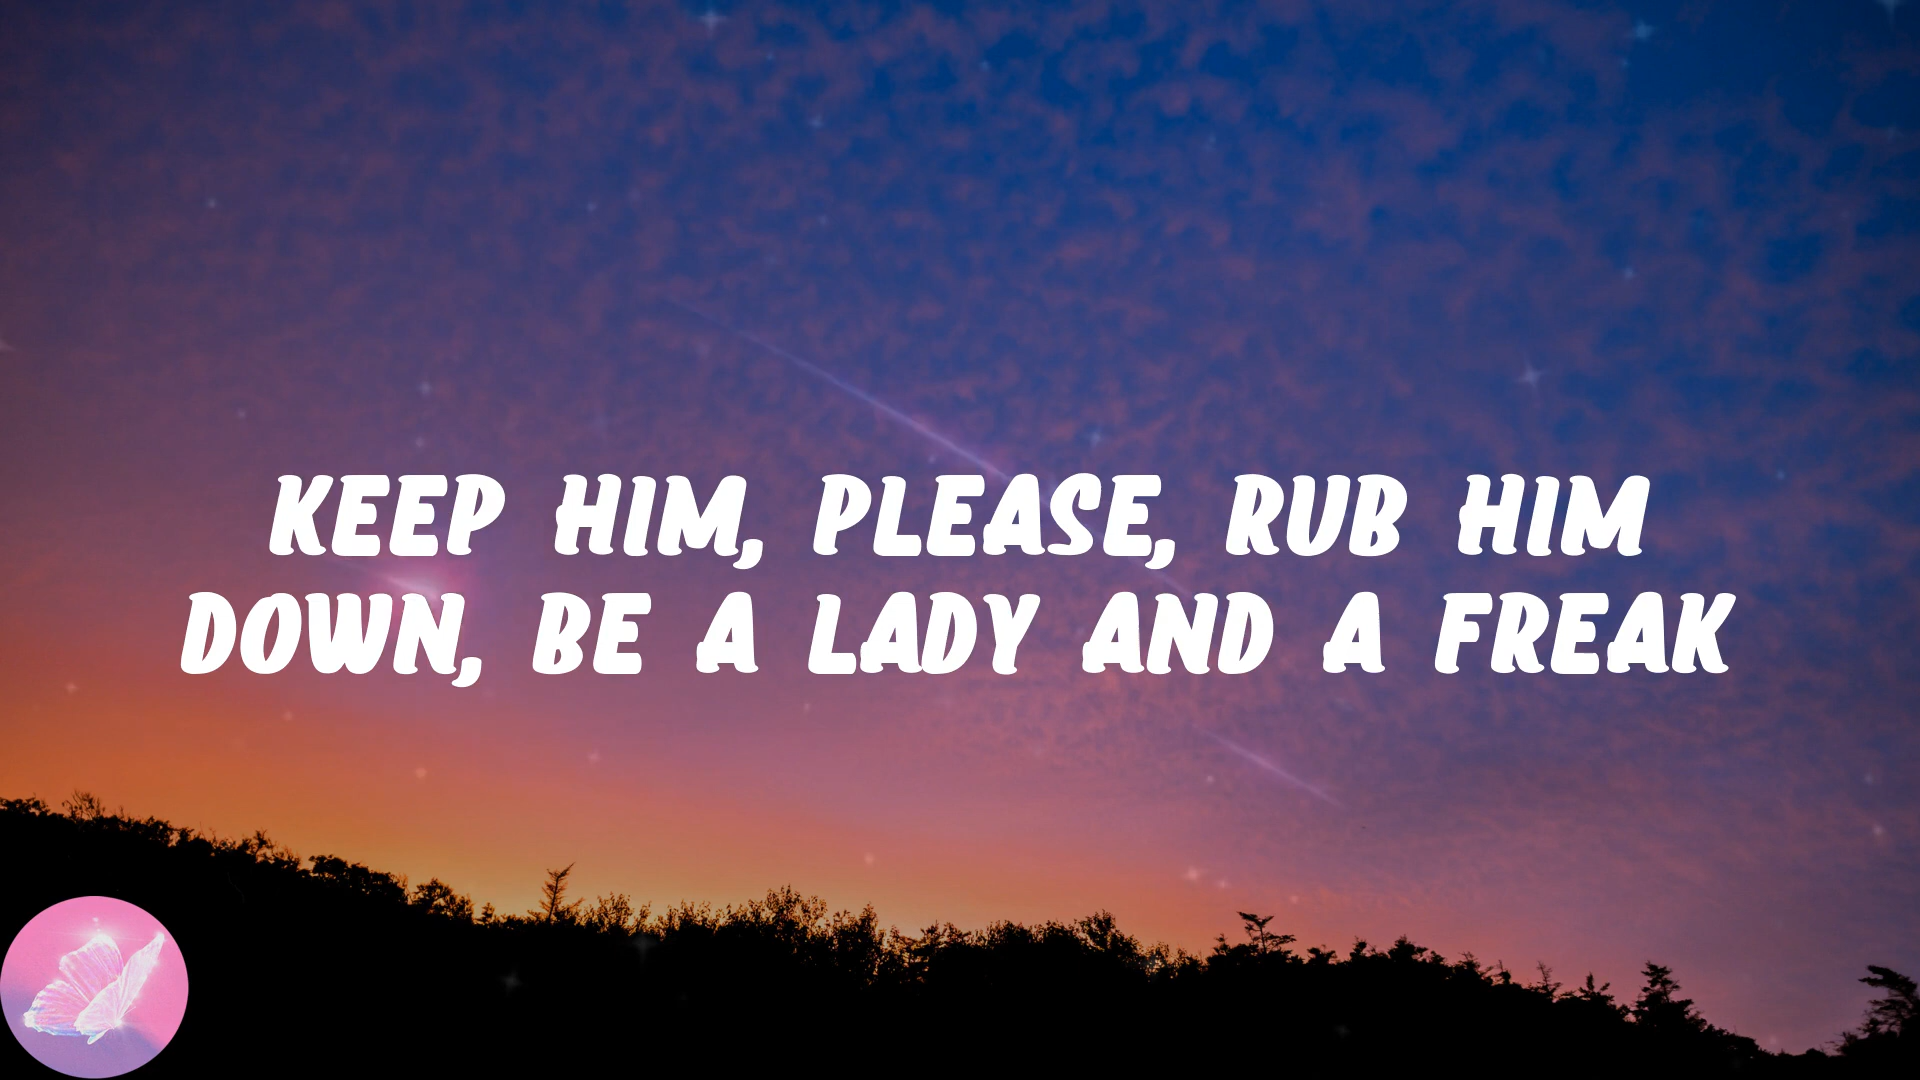 KEEP HIM, PLEASE, RUB HIM
DOWN, BE A LADY AND A FREAK